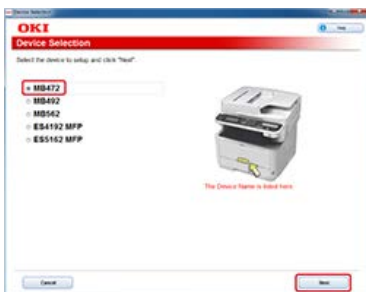 Device Selection
OKI
Help
Device Selection
Select the device to setup and click "Next".
MB472
MB492
MB562
ES4192 MFP
ES5162 MFP
The Device Name is listed here
Cancel
Next